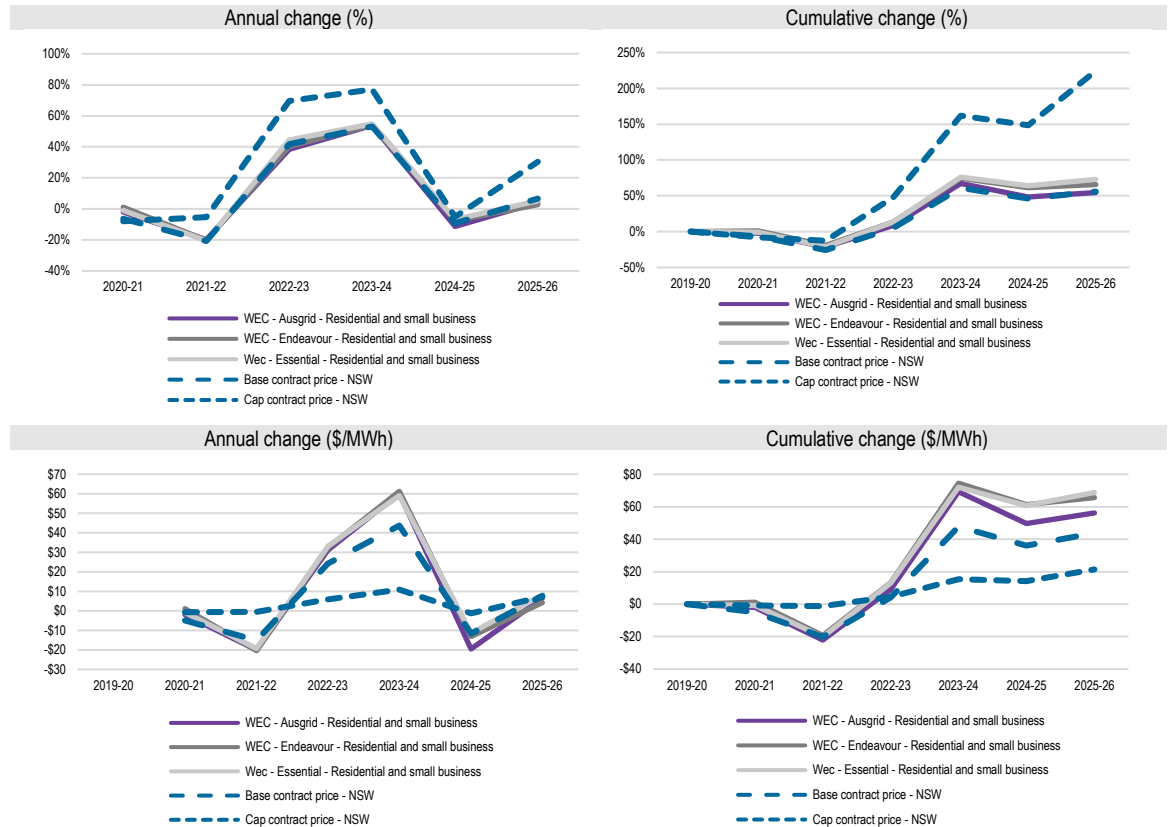 Annual change (%)
100%
80%
60%
40%
20%
0%
-20%
-40%
2020-21 2021-22 2022-23 2023-24 2024-25 2025-26
WEC - Ausgrid - Residential and small business
WEC - Endeavour - Residential and small business
Wec - Essential - Residential and small business
Base contract price - NSW
Cap contract price - NSW
Cumulative change (%)
250%
200%
150%
100%
50%
0%
-50%
2019-20 2020-21 2021-22 2022-23 2023-24 2024-25 2025-26
WEC - Ausgrid - Residential and small business
WEC - Endeavour - Residential and small business
Wec - Essential - Residential and small business
Base contract price - NSW
Cap contract price - NSW
Annual change ($/MWh)
$70
$60
$50
$40
$30
$20
$10
$0
-$10
-$20
-$30
2019-20 2020-21 2021-22 2022-23 2023-24 2024-25 2025-26
WEC - Ausgrid - Residential and small business
WEC - Endeavour - Residential and small business
Wec - Essential - Residential and small business
Base contract price - NSW
Cap contract price - NSW
Cumulative change ($/MWh)
$80
$60
$40
$20
$0
-$20
-$40
2019-20 2020-21 2021-22 2022-23 2023-24 2024-25 2025-26
WEC - Ausgrid - Residential and small business
WEC - Endeavour - Residential and small business
Wec - Essential - Residential and small business
Base contract price - NSW
Cap contract price - NSW